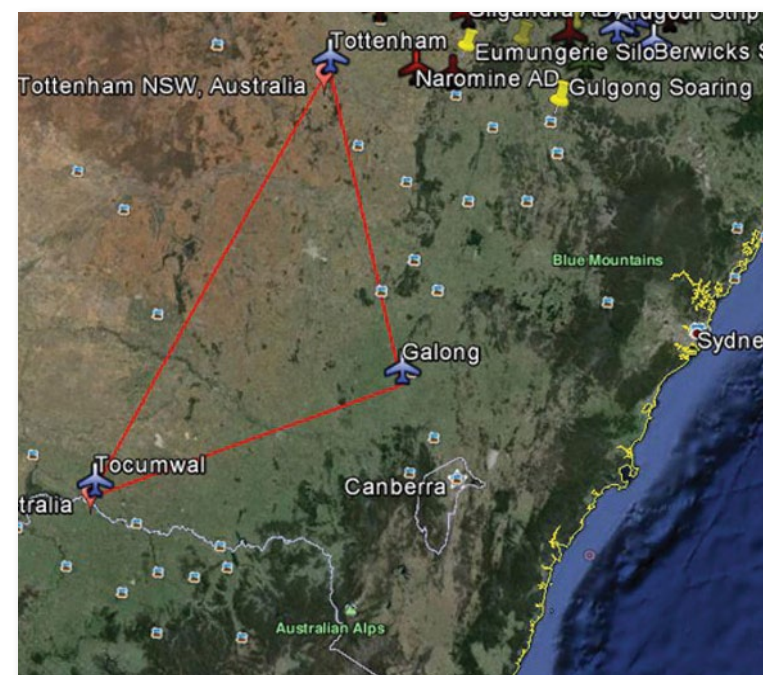 Tottenham
Eumungerie Silo
Berwicks S
Tottenham NSW, Australia
Naromine AD
Gulgong Soaring
Blue Mountains
Sydne
Galong
Tocumwal
Canberra
tralia
Australian Alps